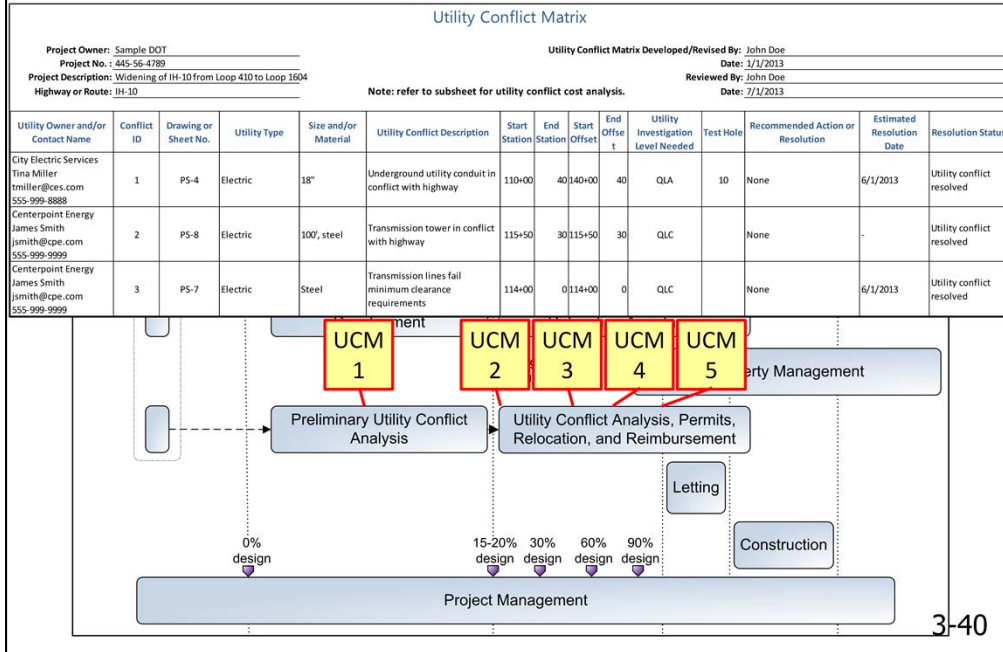 Utility Conflict Matrix
Project Owner: Sample DOT
Utility Conflict Matrix Developed/Revised By: John Doe
Project No. : 445-56-4789
Date: 1/1/2013
Project Description: Widening of IH-10 from Loop 410 to Loop 1604
Reviewed By: John Doe
Highway or Route: IH-10
Note: refer to subsheet for utility conflict cost analysis.
Date: 7/1/2013
Utility Owner and/or Contact Name
Conflict ID
Drawing or Sheet No.
Utility Type
Size and/or Material
Utility Conflict Description
Start Station
End Station
Start Offset
End Offse t
Utility Investigation Level Needed
Test Hole
Recommended Action or Resolution
Estimated Resolution Date
Resolution Status
City Electric Services
Tina Miller
tmiller@ces.com
555-999-8888
1
PS-4
Electric
18"
Underground utility conduit in
conflict with highway
110+00
40
140+00
40
QLA
10
None
6/1/2013
Utility conflict
resolved
Centerpoint Energy
James Smith
jsmith@cpe.com
555-999-9999
2
PS-8
Electric
100', steel
Transmission tower in conflict
with highway
115+50
30
115+50
30
QLC
None
-
Utility conflict
resolved
Centerpoint Energy
James Smith
jsmith@cpe.com
555-999-9999
3
PS-7
Electric
Steel
Transmission lines fail
minimum clearance
requirements
114+00
0
114+00
0
QLC
None
6/1/2013
Utility conflict
resolved
UCM
1
UCM
2
UCM
3
UCM
4
UCM
5
erty Management
Preliminary Utility Conflict
Analysis
Utility Conflict Analysis, Permits,
Relocation, and Reimbursement
Letting
Construction
0%
design
15-20%
design
30%
design
60%
design
90%
design
Project Management
3-40